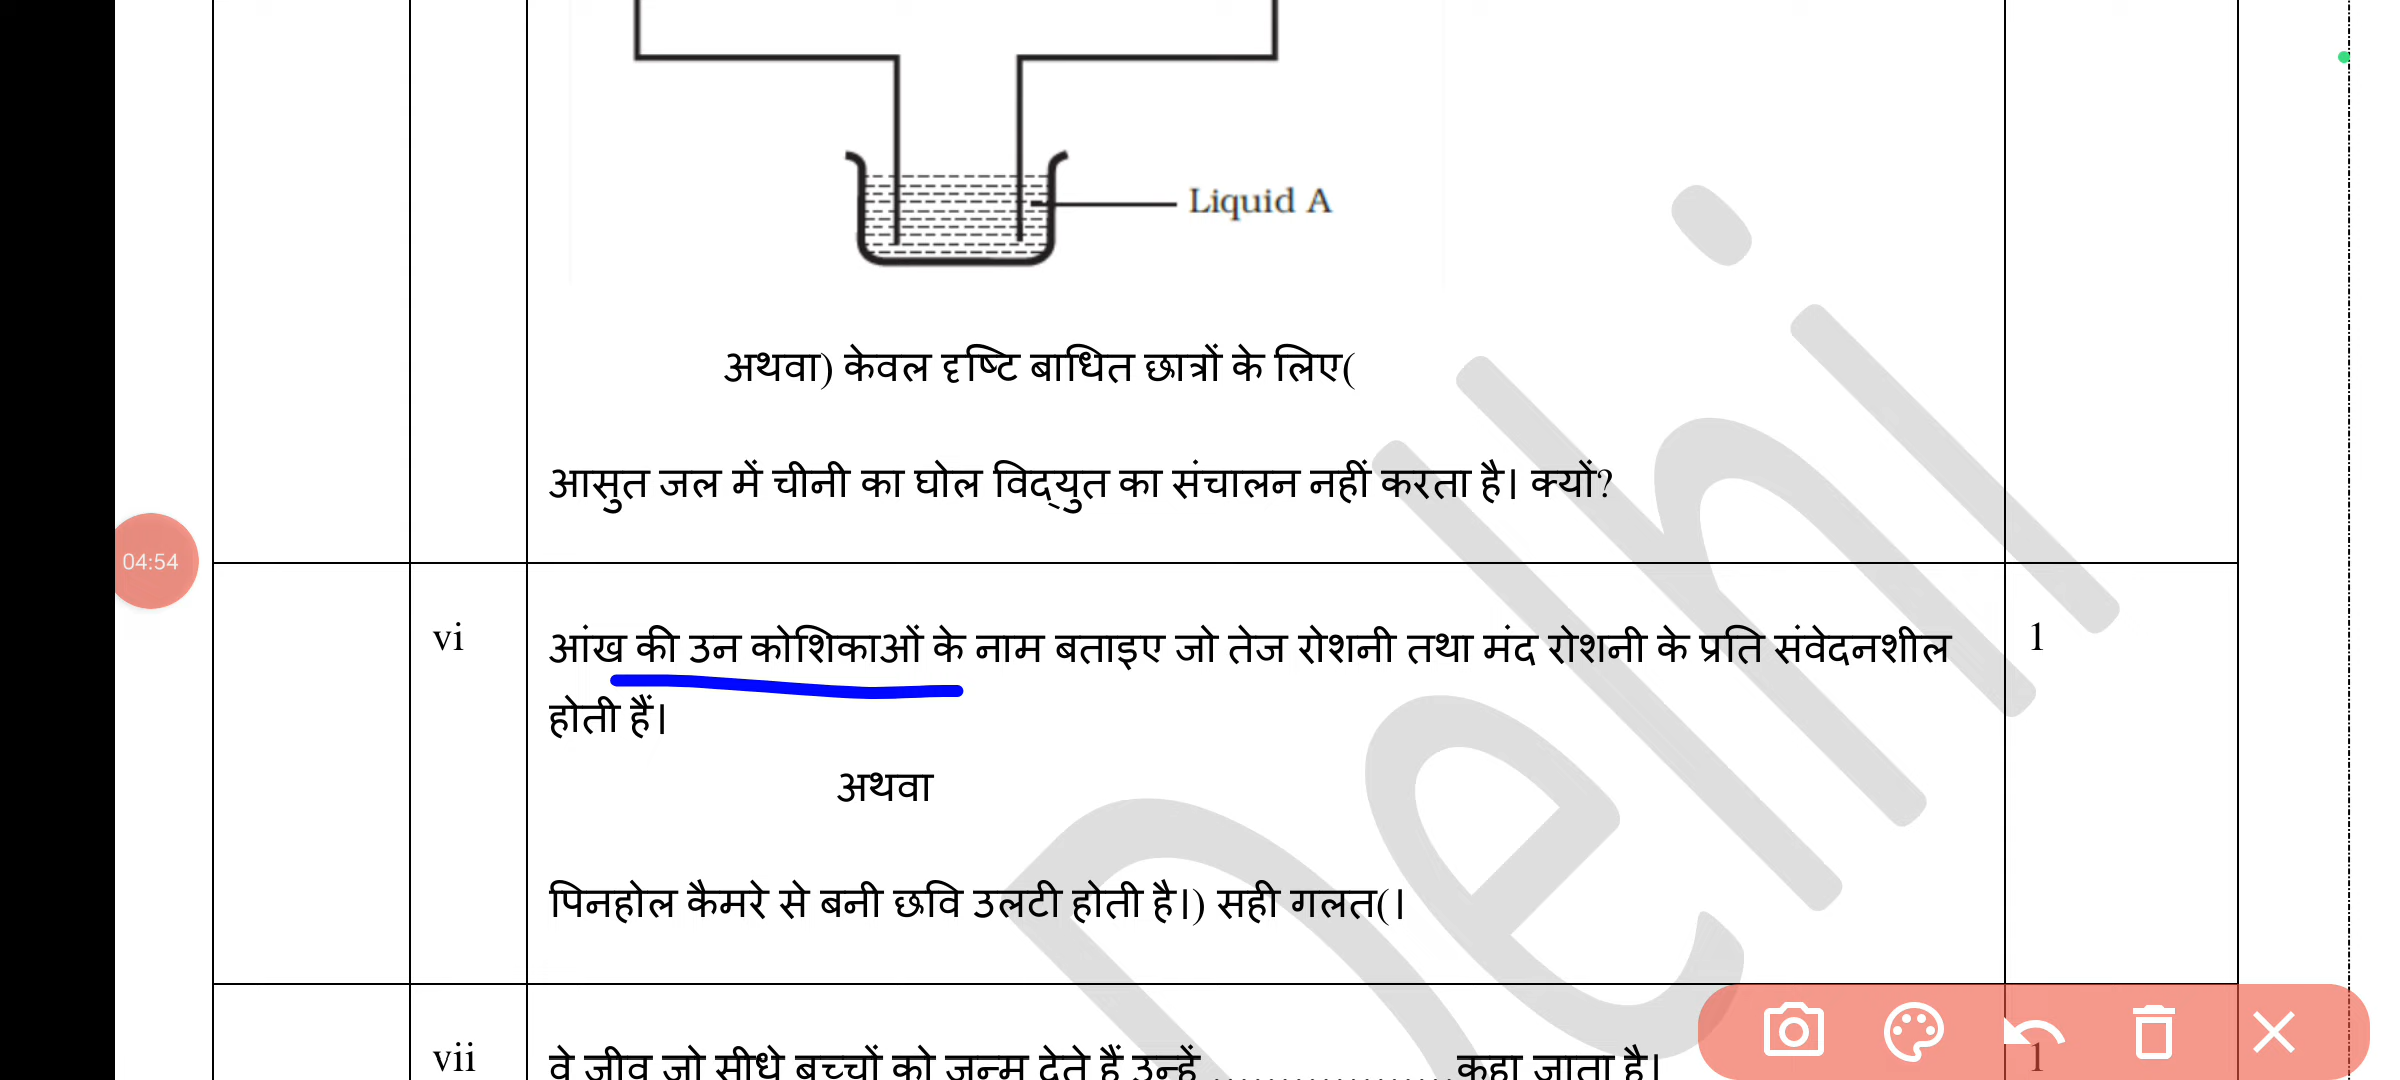 Liquid A
अथवा) केवल दृष्टि बाधित छात्रों के लिए(
आसुत जल में चीनी का घोल विद्युत का संचालन नहीं करता है। क्यों?
04:54
vi आंख की उन कोशिकाओं के नाम बताइए जो तेज रोशनी तथा मंद रोशनी के प्रति संवेदनशील 1
होती हैं।
अथवा
पिनहोल कैमरे से बनी छवि उलटी होती है।) सही गलत(।
vii वे जीव जो सीधे बच्चों को जन्म देते हैं उन्हें ....................कहा जाता है। 1
Delhi